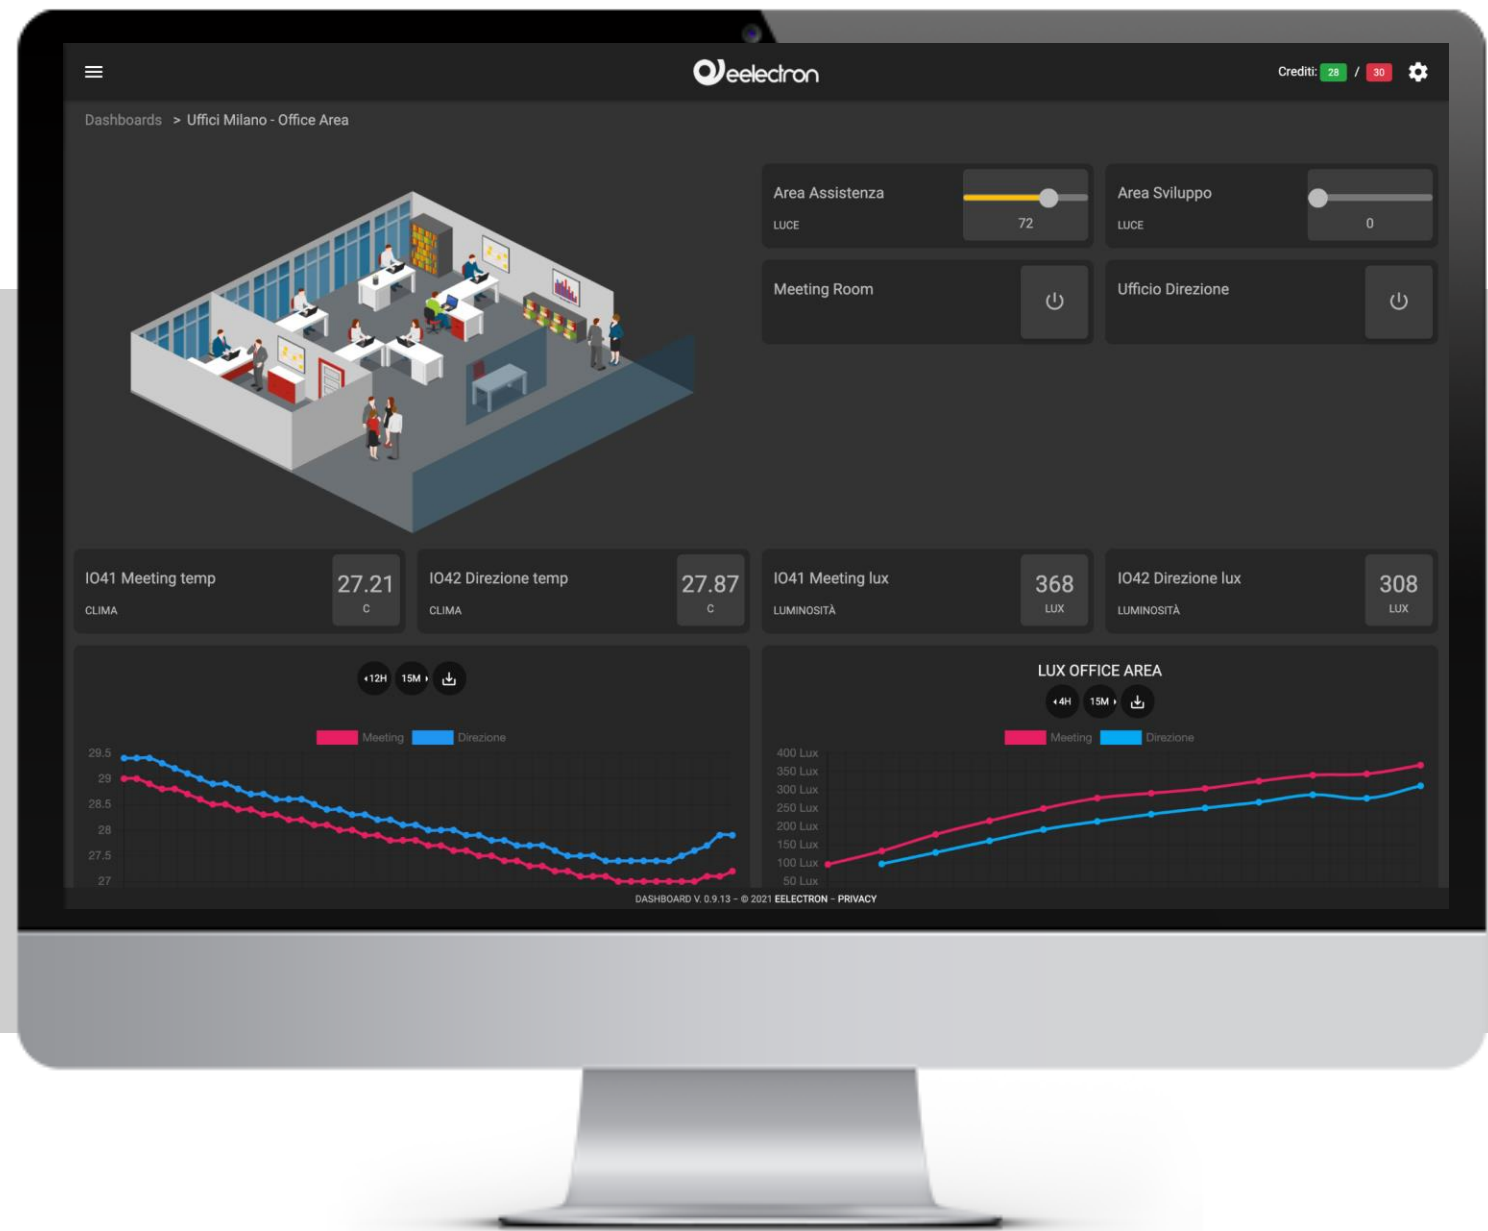 eelectron
Crediti: 28 / 30
Dashboards > Uffici Milano - Office Area
Area Assistenza
LUCE
72
Area Sviluppo
LUCE
0
Meeting Room
Ufficio Direzione
IO41 Meeting temp
CLIMA
27.21
C
IO42 Direzione temp
CLIMA
27.87
C
IO41 Meeting lux
LUMINOSITÀ
368
LUX
IO42 Direzione lux
LUMINOSITÀ
308
LUX
12H 15M
Meeting Direzione
29.5
29
28.5
28
27.5
27
LUX OFFICE AREA
4H 15M
Meeting Direzione
400 Lux
350 Lux
300 Lux
250 Lux
200 Lux
150 Lux
100 Lux
50 Lux
DASHBOARD V. 0.9.13 - © 2021 EELECTRON - PRIVACY